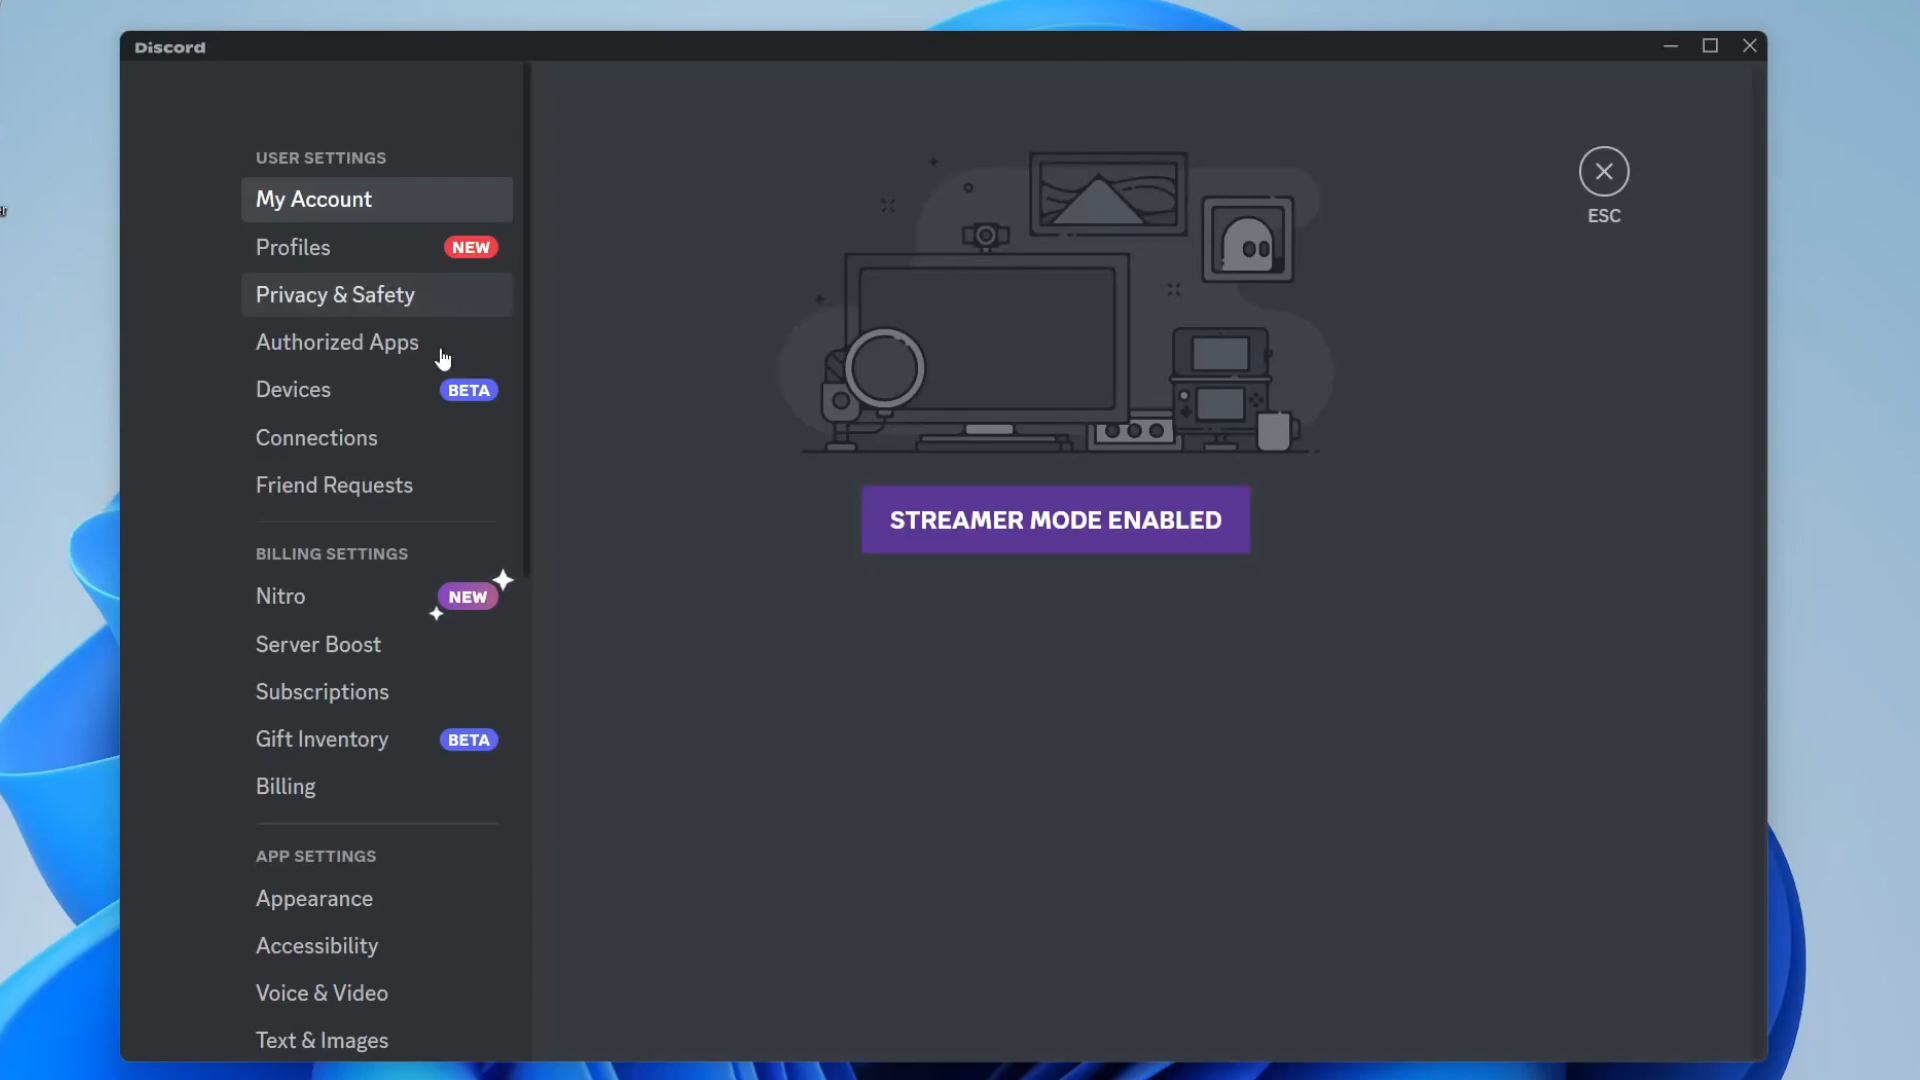 Discord
USER SETTINGS
My Account
Profiles NEW
Privacy & Safety
Authorized Apps
Devices BETA
Connections
Friend Requests
BILLING SETTINGS
Nitro NEW
Server Boost
Subscriptions
Gift Inventory BETA
Billing
APP SETTINGS
Appearance
Accessibility
Voice & Video
Text & Images
ESC
STREAMER MODE ENABLED